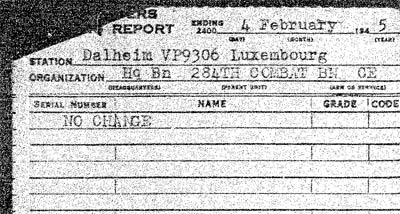 ERS
REPORT ENDING 2400 4 February 194 5
(DAY) (MONTH) (YEAR)
STATION Dalheim VP9306 Luxembourg
ORGANIZATION Hq Bn 284TH COMBAT BN CE
(HEADQUARTERS) (PARENT UNIT) (ARM OR SERVICE)
SERIAL NUMBER NAME GRADE CODE
NO CHANGE